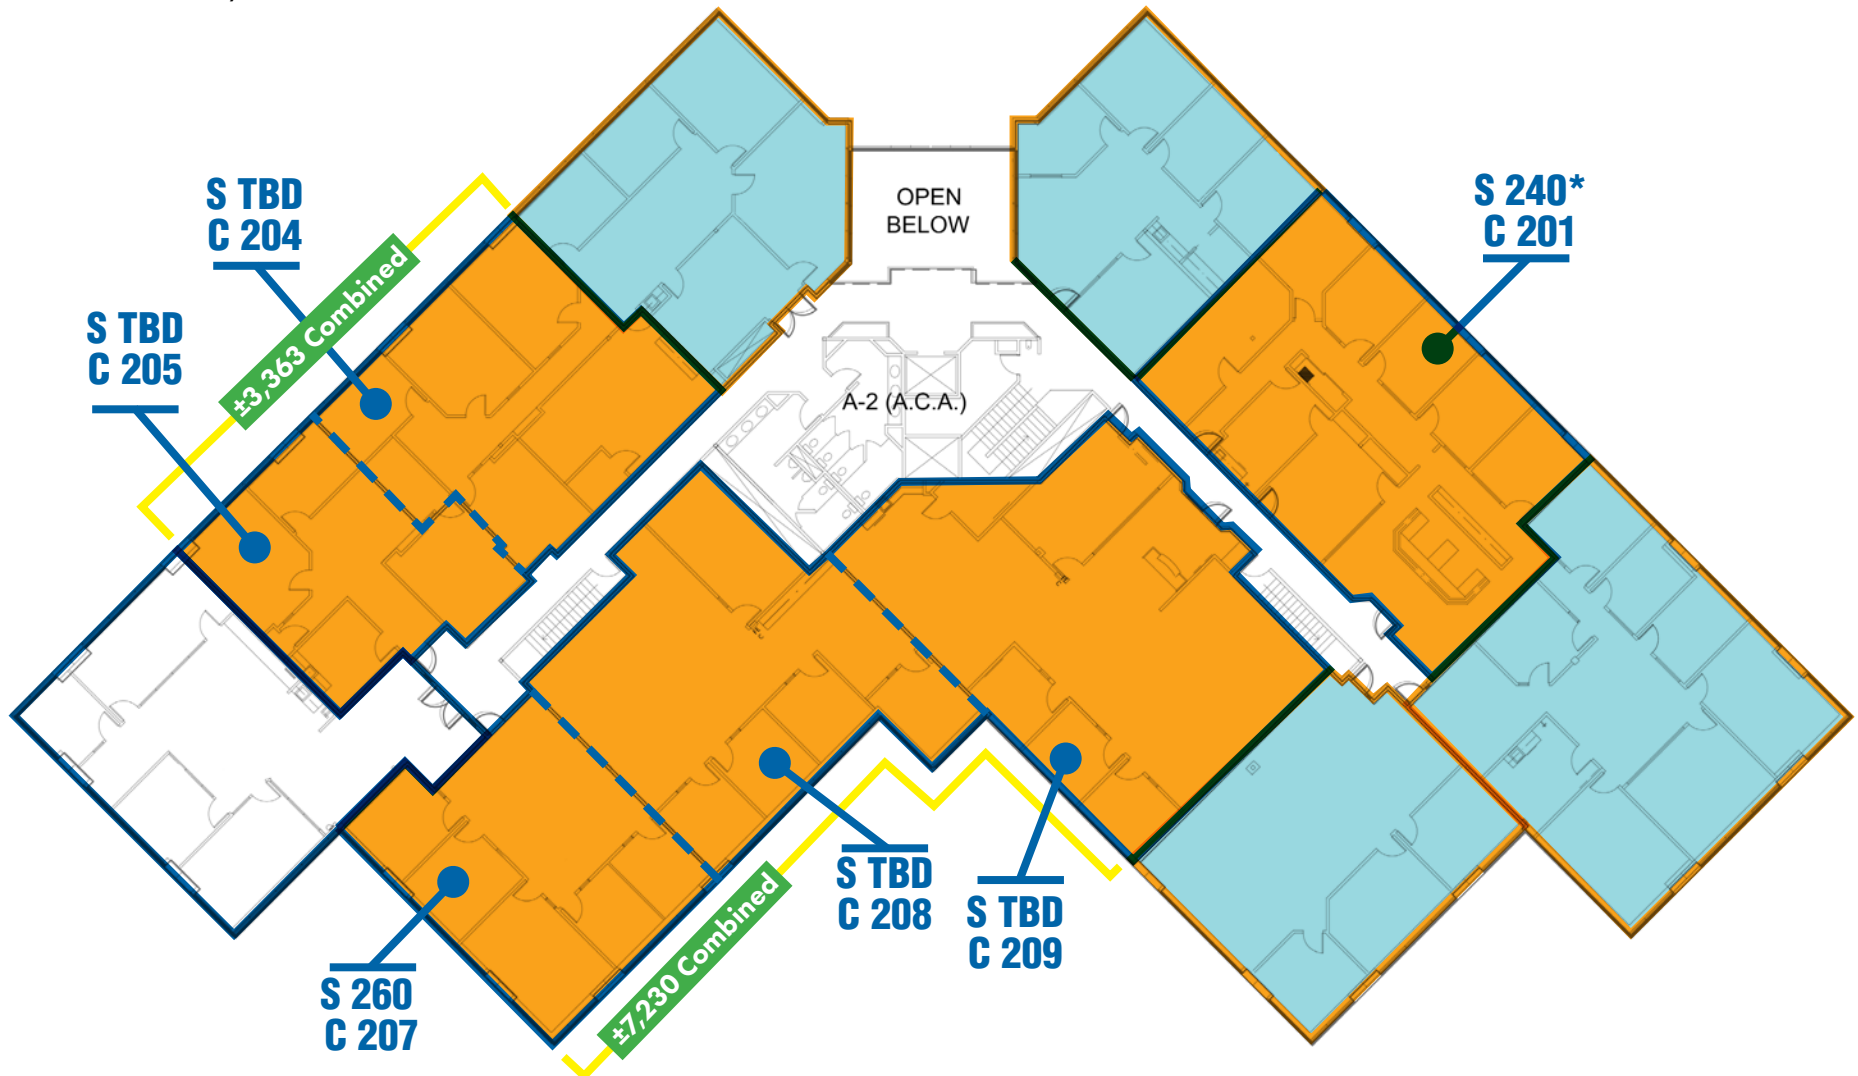 S TBD
C 204
S TBD
C 205
±3,363 Combined
OPEN
BELOW
S 240*
C 201
A-2 (A.C.A.)
S TBD
C 208
S TBD
C 209
±7,230 Combined
S 260
C 207